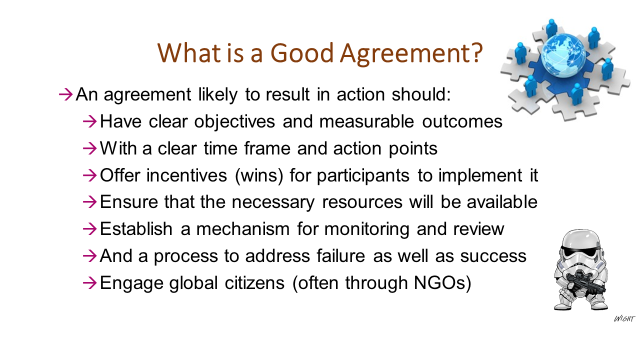 What is a Good Agreement?
→An agreement likely to result in action should:
→Have clear objectives and measurable outcomes
→With a clear time frame and action points
→Offer incentives (wins) for participants to implement it
→Ensure that the necessary resources will be available
→Establish a mechanism for monitoring and review
→And a process to address failure as well as success
→Engage global citizens (often through NGOs)